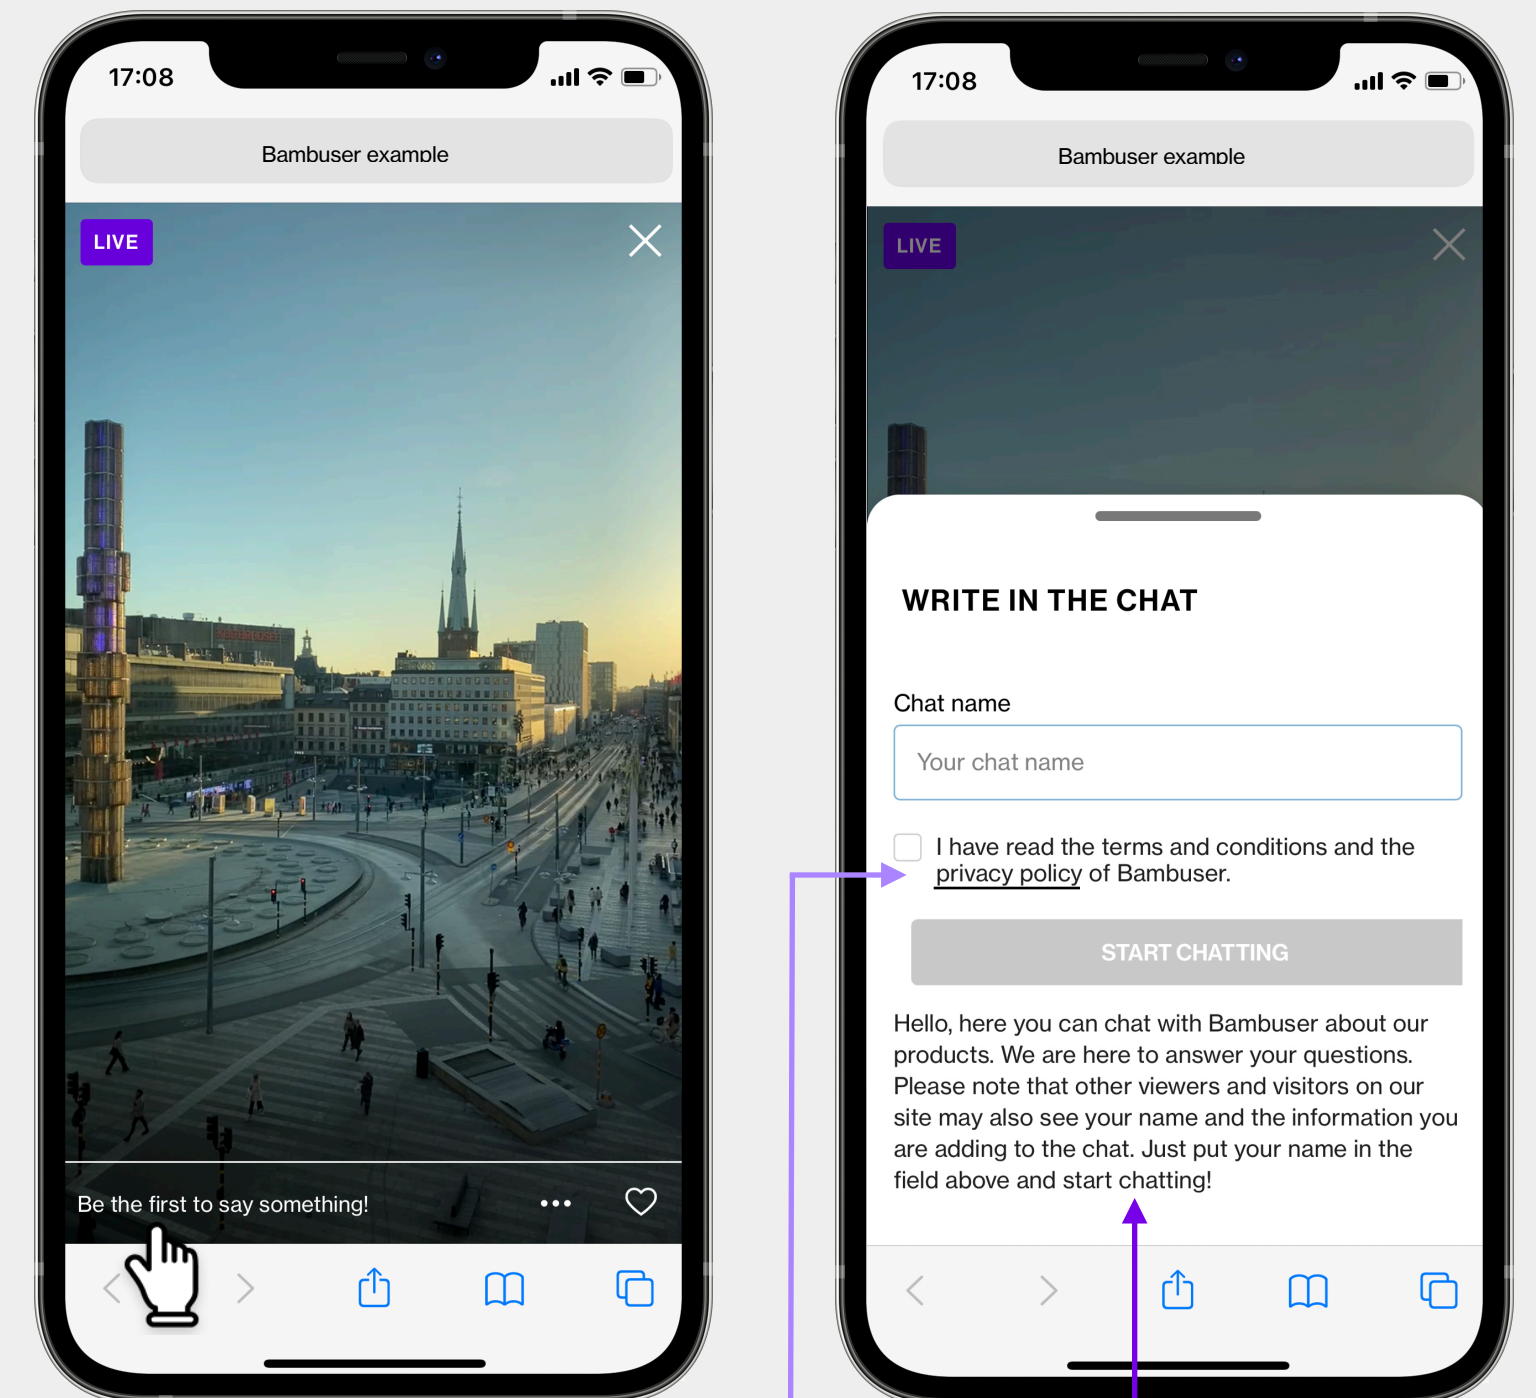 17:08
Bambuser example
LIVE
Be the first to say something!
17:08
Bambuser example
LIVE
WRITE IN THE CHAT
Chat name
Your chat name
I have read the terms and conditions and the
privacy policy of Bambuser.
START CHATTING
Hello, here you can chat with Bambuser about our
products. We are here to answer your questions.
Please note that other viewers and visitors on our
site may also see your name and the information you
are adding to the chat. Just put your name in the
field above and start chatting!